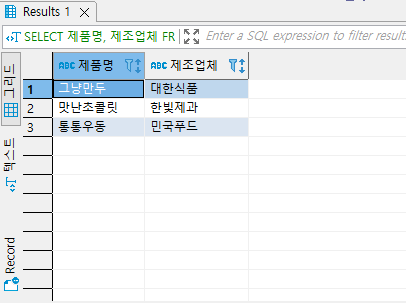 Results 1
SELECT 제품명, 제조업체 FR
Enter a SQL expression to filter results
그리드
텍스트
Record
ABC 제품명 ABC 제조업체
1 그냥만두 대한식품
2 맛난초콜릿 한빛제과
3 통통우동 민국푸드